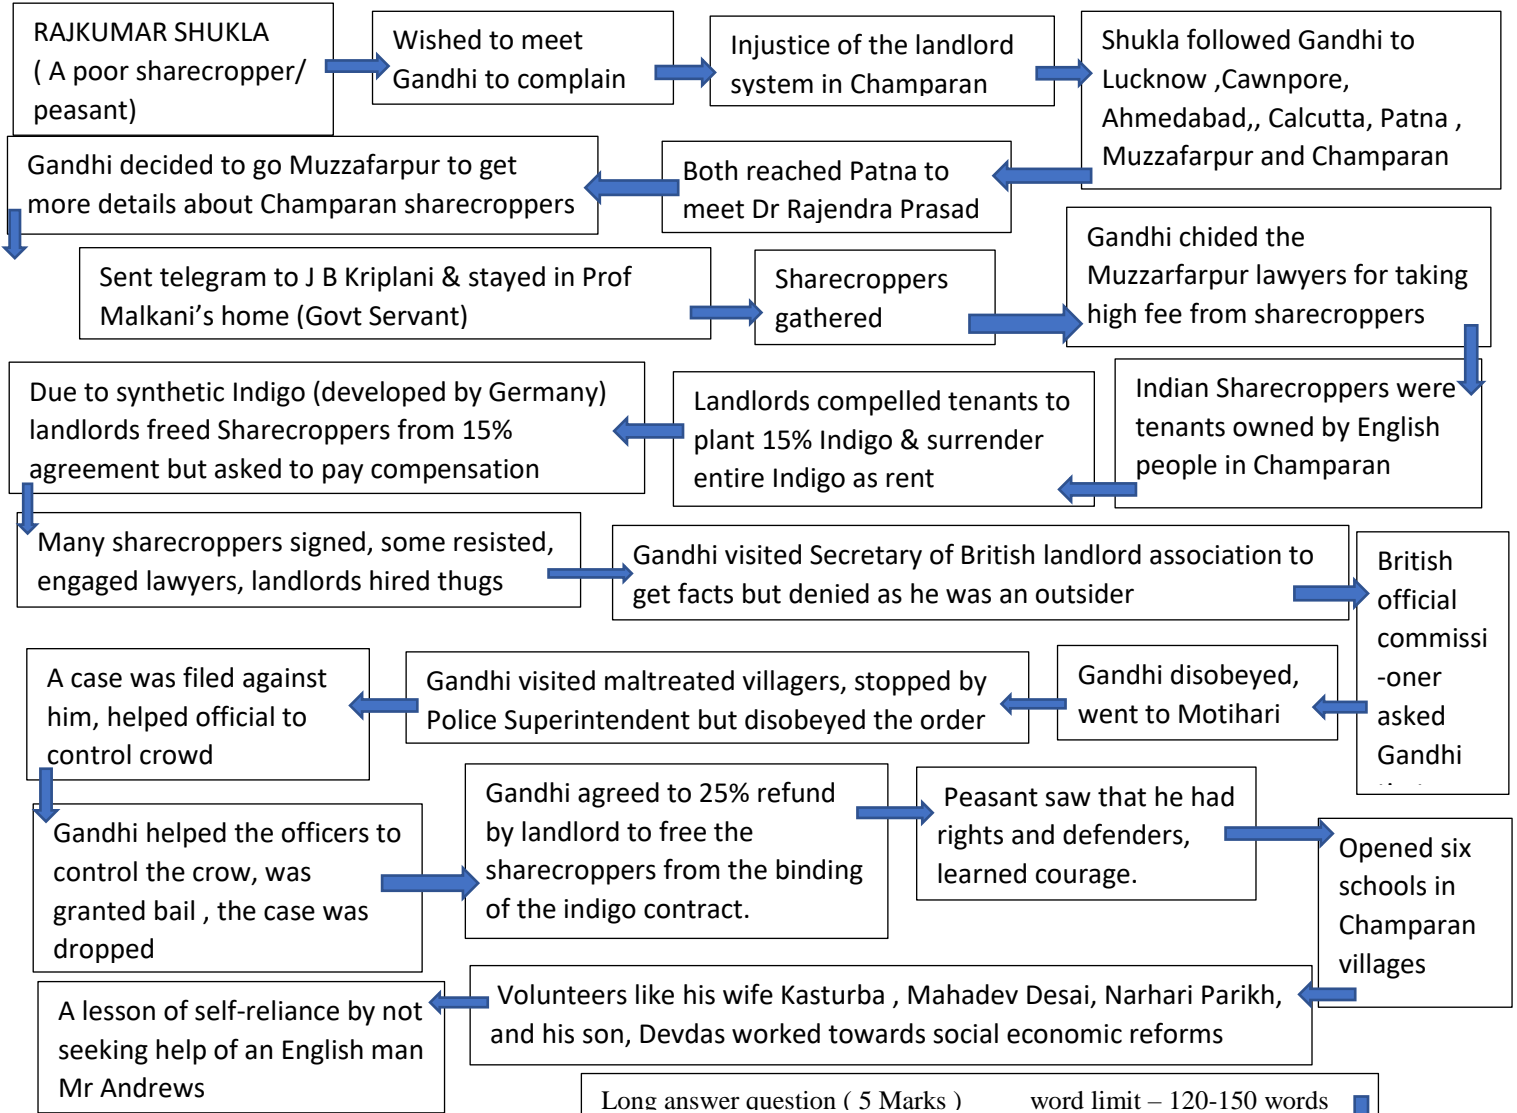 RAJKUMAR SHUKLA
( A poor sharecropper/
peasant)
Wished to meet
Gandhi to complain
Injustice of the landlord
system in Champaran
Shukla followed Gandhi to
Lucknow ,Cawnpore,
Ahmedabad,, Calcutta, Patna ,
Muzzafarpur and Champaran
Both reached Patna to
meet Dr Rajendra Prasad
Gandhi decided to go Muzzafarpur to get
more details about Champaran sharecroppers
Sent telegram to J B Kriplani & stayed in Prof
Malkani’s home (Govt Servant)
Sharecroppers
gathered
Gandhi chided the
Muzzarfarpur lawyers for taking
high fee from sharecroppers
Indian Sharecroppers were
tenants owned by English
people in Champaran
Landlords compelled tenants to
plant 15% Indigo & surrender
entire Indigo as rent
Due to synthetic Indigo (developed by Germany)
landlords freed Sharecroppers from 15%
agreement but asked to pay compensation
Many sharecroppers signed, some resisted,
engaged lawyers, landlords hired thugs
Gandhi visited Secretary of British landlord association to
get facts but denied as he was an outsider
British
official
commissi
-oner
asked
Gandhi
Gandhi disobeyed,
went to Motihari
Gandhi visited maltreated villagers, stopped by
Police Superintendent but disobeyed the order
A case was filed against
him, helped official to
control crowd
Gandhi helped the officers to
control the crow, was
granted bail , the case was
dropped
Gandhi agreed to 25% refund
by landlord to free the
sharecroppers from the binding
of the indigo contract.
Peasant saw that he had
rights and defenders,
learned courage.
Opened six
schools in
Champaran
villages
Volunteers like his wife Kasturba , Mahadev Desai, Narhari Parikh,
and his son, Devdas worked towards social economic reforms
A lesson of self-reliance by not
seeking help of an English man
Mr Andrews
Long answer question ( 5 Marks ) word limit – 120-150 words